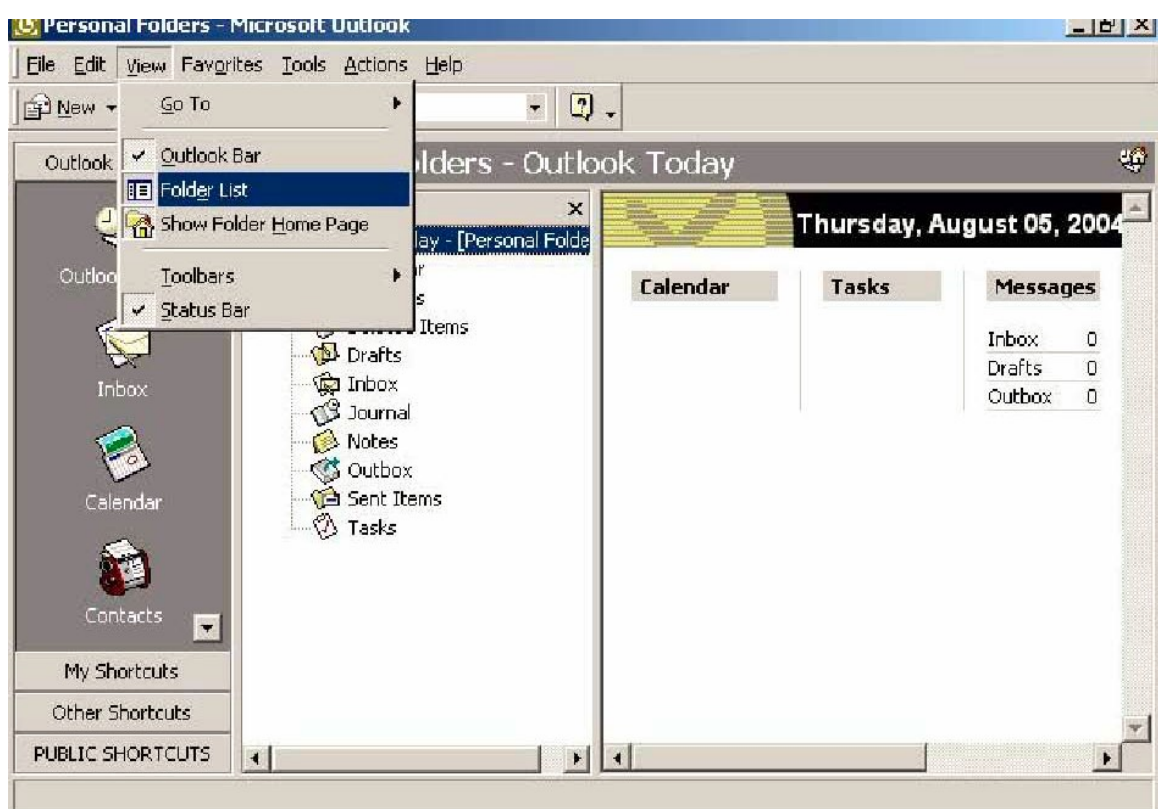 Personal Folders - Microsoft Outlook
File Edit View Favorites Tools Actions Help
New
Go To
Outlook Bar
Folder List
Show Folder Home Page
Toolbars
Status Bar
Outlook
lders - Outlook Today
Outloo
Inbox
Calendar
Contacts
My Shortcuts
Other Shortcuts
PUBLIC SHORTCUTS
ay - [Personal Folde
r
s
Items
Drafts
Inbox
Journal
Notes
Outbox
Sent Items
Tasks
Thursday, August 05, 2004
Calendar Tasks Messages
Inbox 0
Drafts 0
Outbox 0